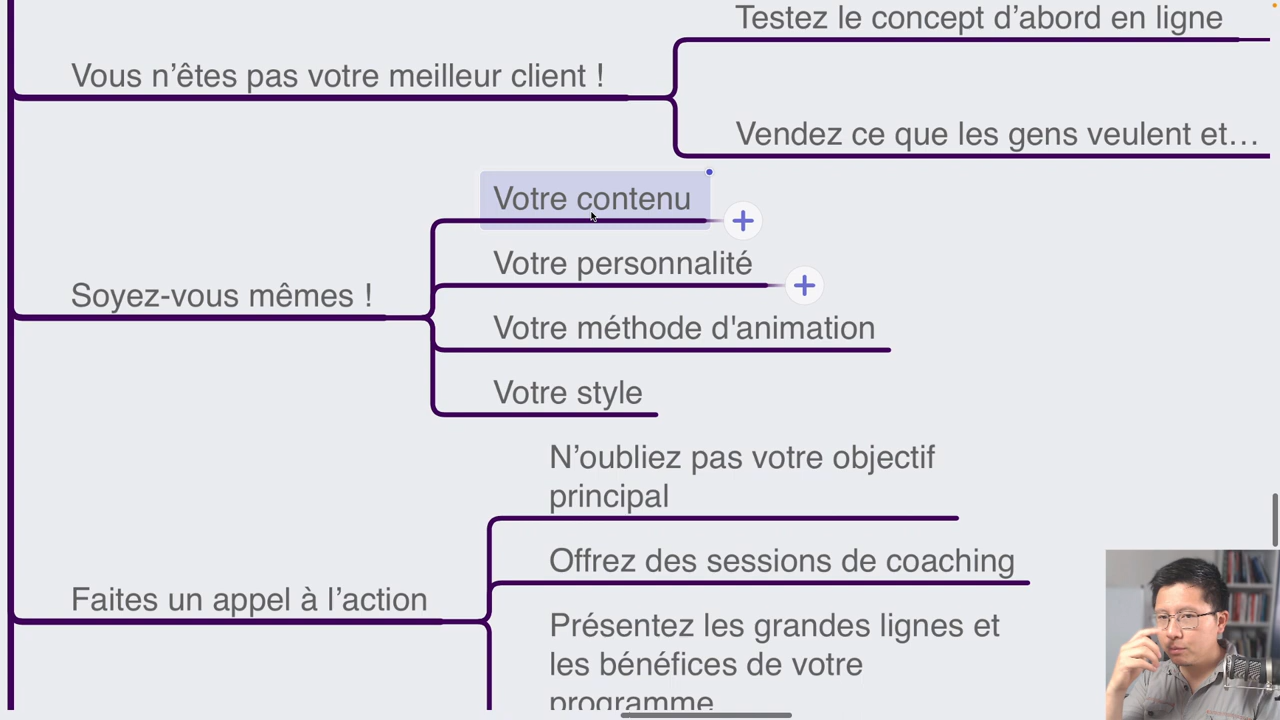 Testez le concept d’abord en ligne
Vous n’êtes pas votre meilleur client !
Vendez ce que les gens veulent et…
Votre contenu
Votre personnalité
Soyez-vous mêmes !
Votre méthode d'animation
Votre style
N’oubliez pas votre objectif
principal
Offrez des sessions de coaching
Faites un appel à l’action
Présentez les grandes lignes et
les bénéfices de votre
programme